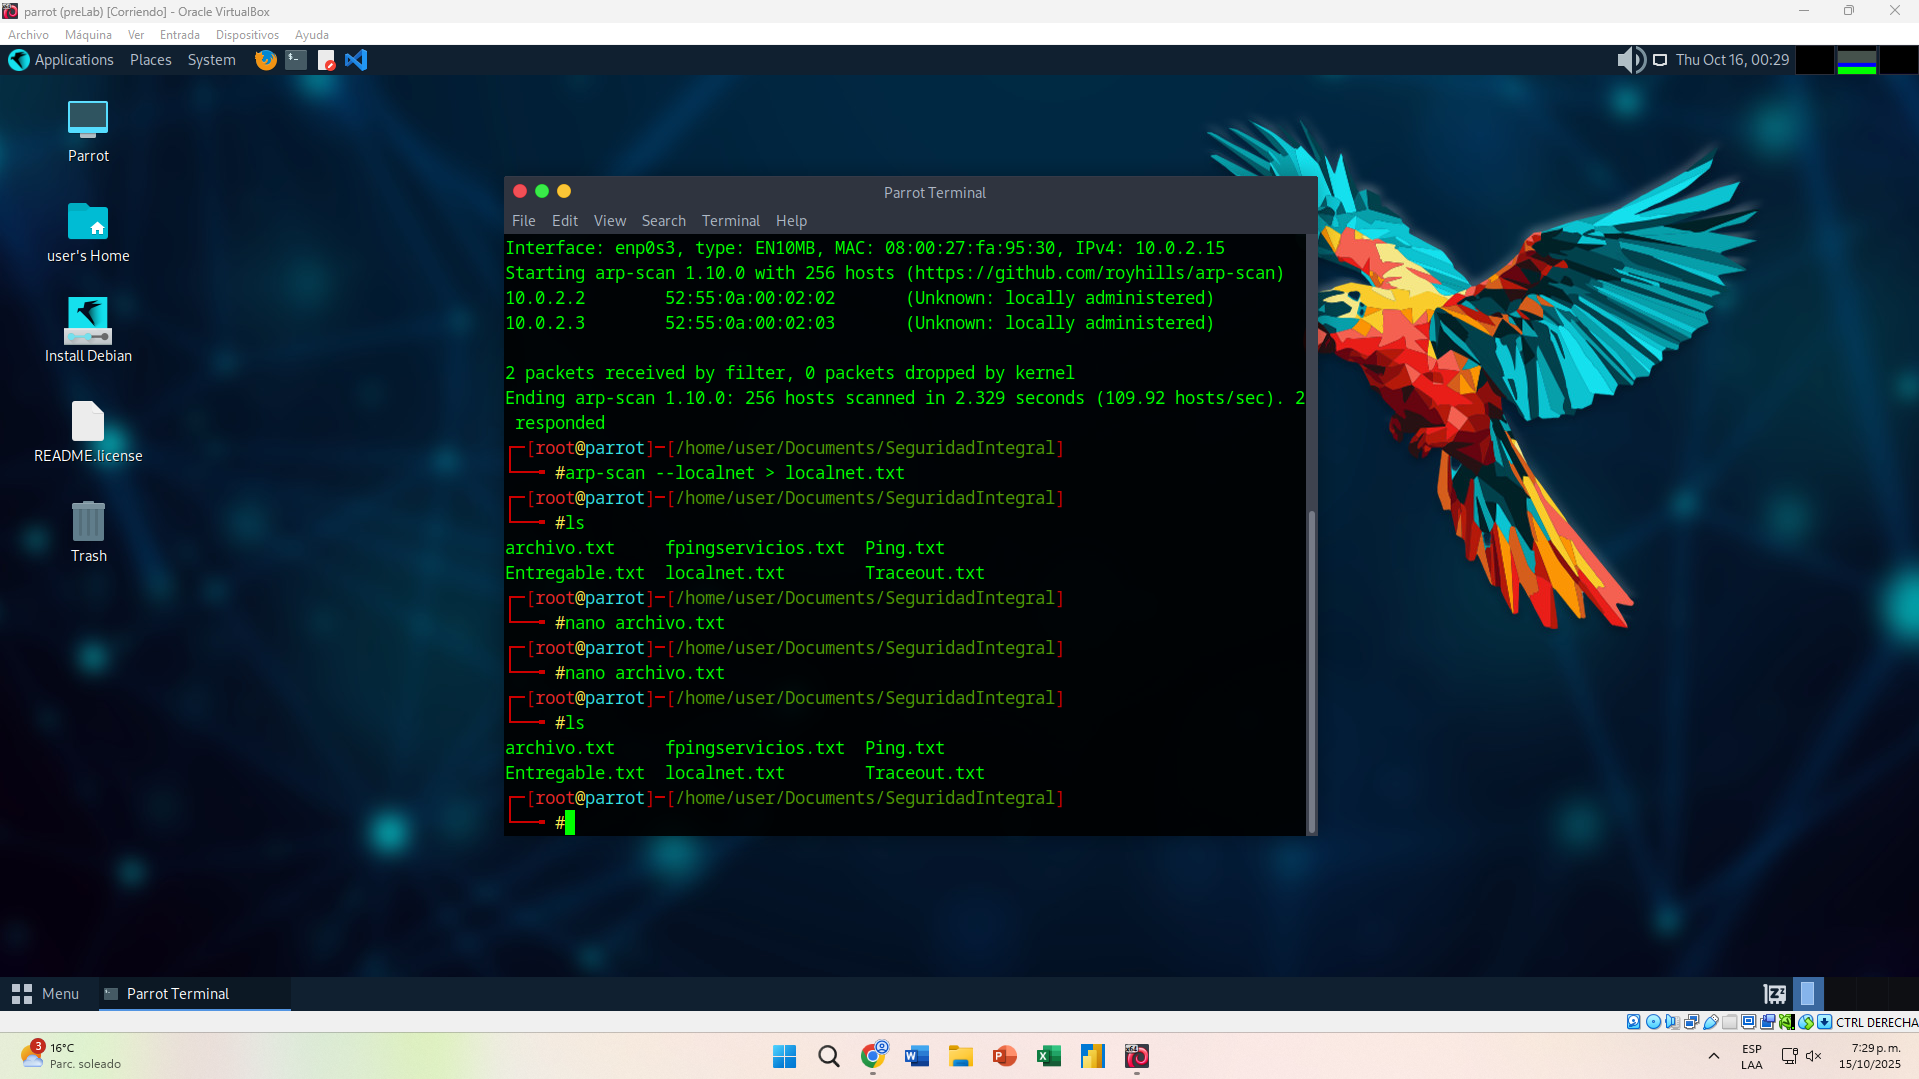 parrot (preLab) [Corriendo] - Oracle VirtualBox
Archivo Máquina Ver Entrada Dispositivos Ayuda
Applications Places System Thu Oct 16, 00:29
Parrot
user's Home
Install Debian
README.license
Trash
Parrot Terminal
File Edit View Search Terminal Help
Interface: enp0s3, type: EN10MB, MAC: 08:00:27:fa:95:30, IPv4: 10.0.2.15
Starting arp-scan 1.10.0 with 256 hosts (https://github.com/royhills/arp-scan)
10.0.2.2 52:55:0a:00:02:02 (Unknown: locally administered)
10.0.2.3 52:55:0a:00:02:03 (Unknown: locally administered)
2 packets received by filter, 0 packets dropped by kernel
Ending arp-scan 1.10.0: 256 hosts scanned in 2.329 seconds (109.92 hosts/sec). 2
responded
┌─[root@parrot]─[/home/user/Documents/SeguridadIntegral]
└──╼ #arp-scan --localnet > localnet.txt
┌─[root@parrot]─[/home/user/Documents/SeguridadIntegral]
└──╼ #ls
archivo.txt fpingservicios.txt Ping.txt
Entregable.txt localnet.txt Traceout.txt
┌─[root@parrot]─[/home/user/Documents/SeguridadIntegral]
└──╼ #nano archivo.txt
┌─[root@parrot]─[/home/user/Documents/SeguridadIntegral]
└──╼ #nano archivo.txt
┌─[root@parrot]─[/home/user/Documents/SeguridadIntegral]
└──╼ #ls
archivo.txt fpingservicios.txt Ping.txt
Entregable.txt localnet.txt Traceout.txt
┌─[root@parrot]─[/home/user/Documents/SeguridadIntegral]
└──╼ #
Menu Parrot Terminal
CTRL DERECHA
3
16°C
Parc. soleado
ESP
LAA
7:29 p. m.
15/10/2025